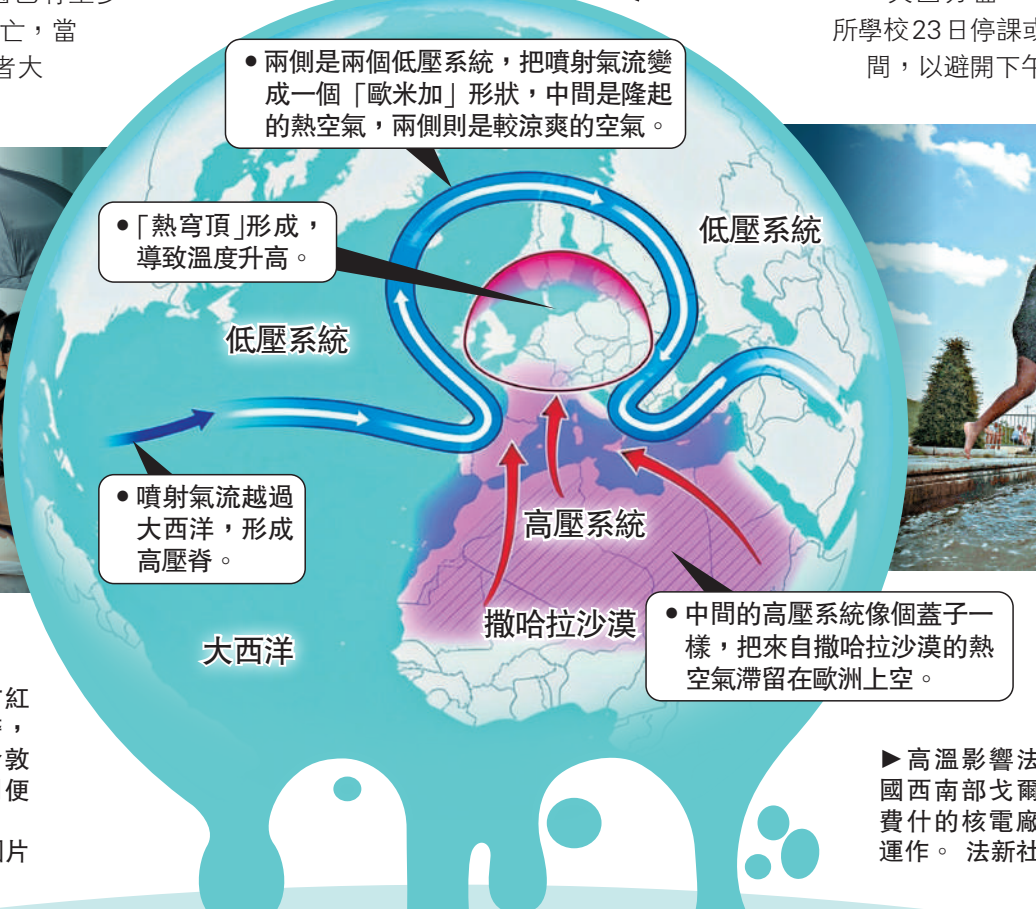 亡，當
者大
所學校23日停課或
間，以避開下午
● 兩側是兩個低壓系統，把噴射氣流變
成一個「歐米加」形狀，中間是隆起
的熱空氣，兩側則是較涼爽的空氣。
●「熱穹頂」形成，
導致溫度升高。
低壓系統
低壓系統
● 噴射氣流越過
大西洋，形成
高壓脊。
高壓系統
撒哈拉沙漠
大西洋
● 中間的高壓系統像個蓋子一
樣，把來自撒哈拉沙漠的熱
空氣滯留在歐洲上空。
紅
，
敦
便
片
▶高溫影響法
國西南部戈爾
費什的核電廠
運作。 法新社